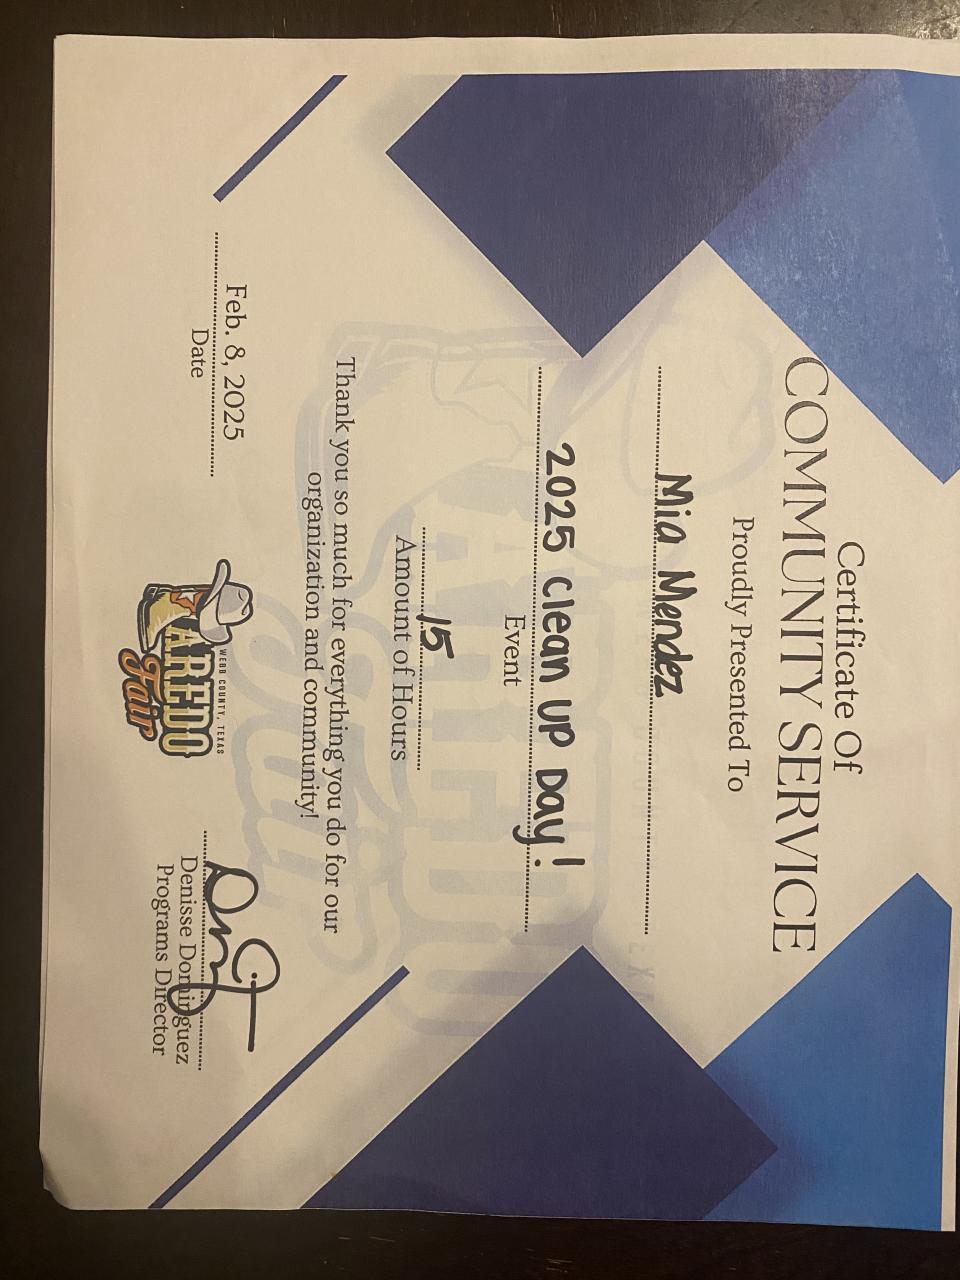 Certificate Of
COMMUNITY SERVICE
Proudly Presented To
Mia Mendez
2025 Clean UP Day!
Event
15
Amount of Hours
Thank you so much for everything you do for our
organization and community!
Feb. 8, 2025
Date
WEBB COUNTY, TEXAS
LAREDO
Fair
Denisse Dominguez
Programs Director